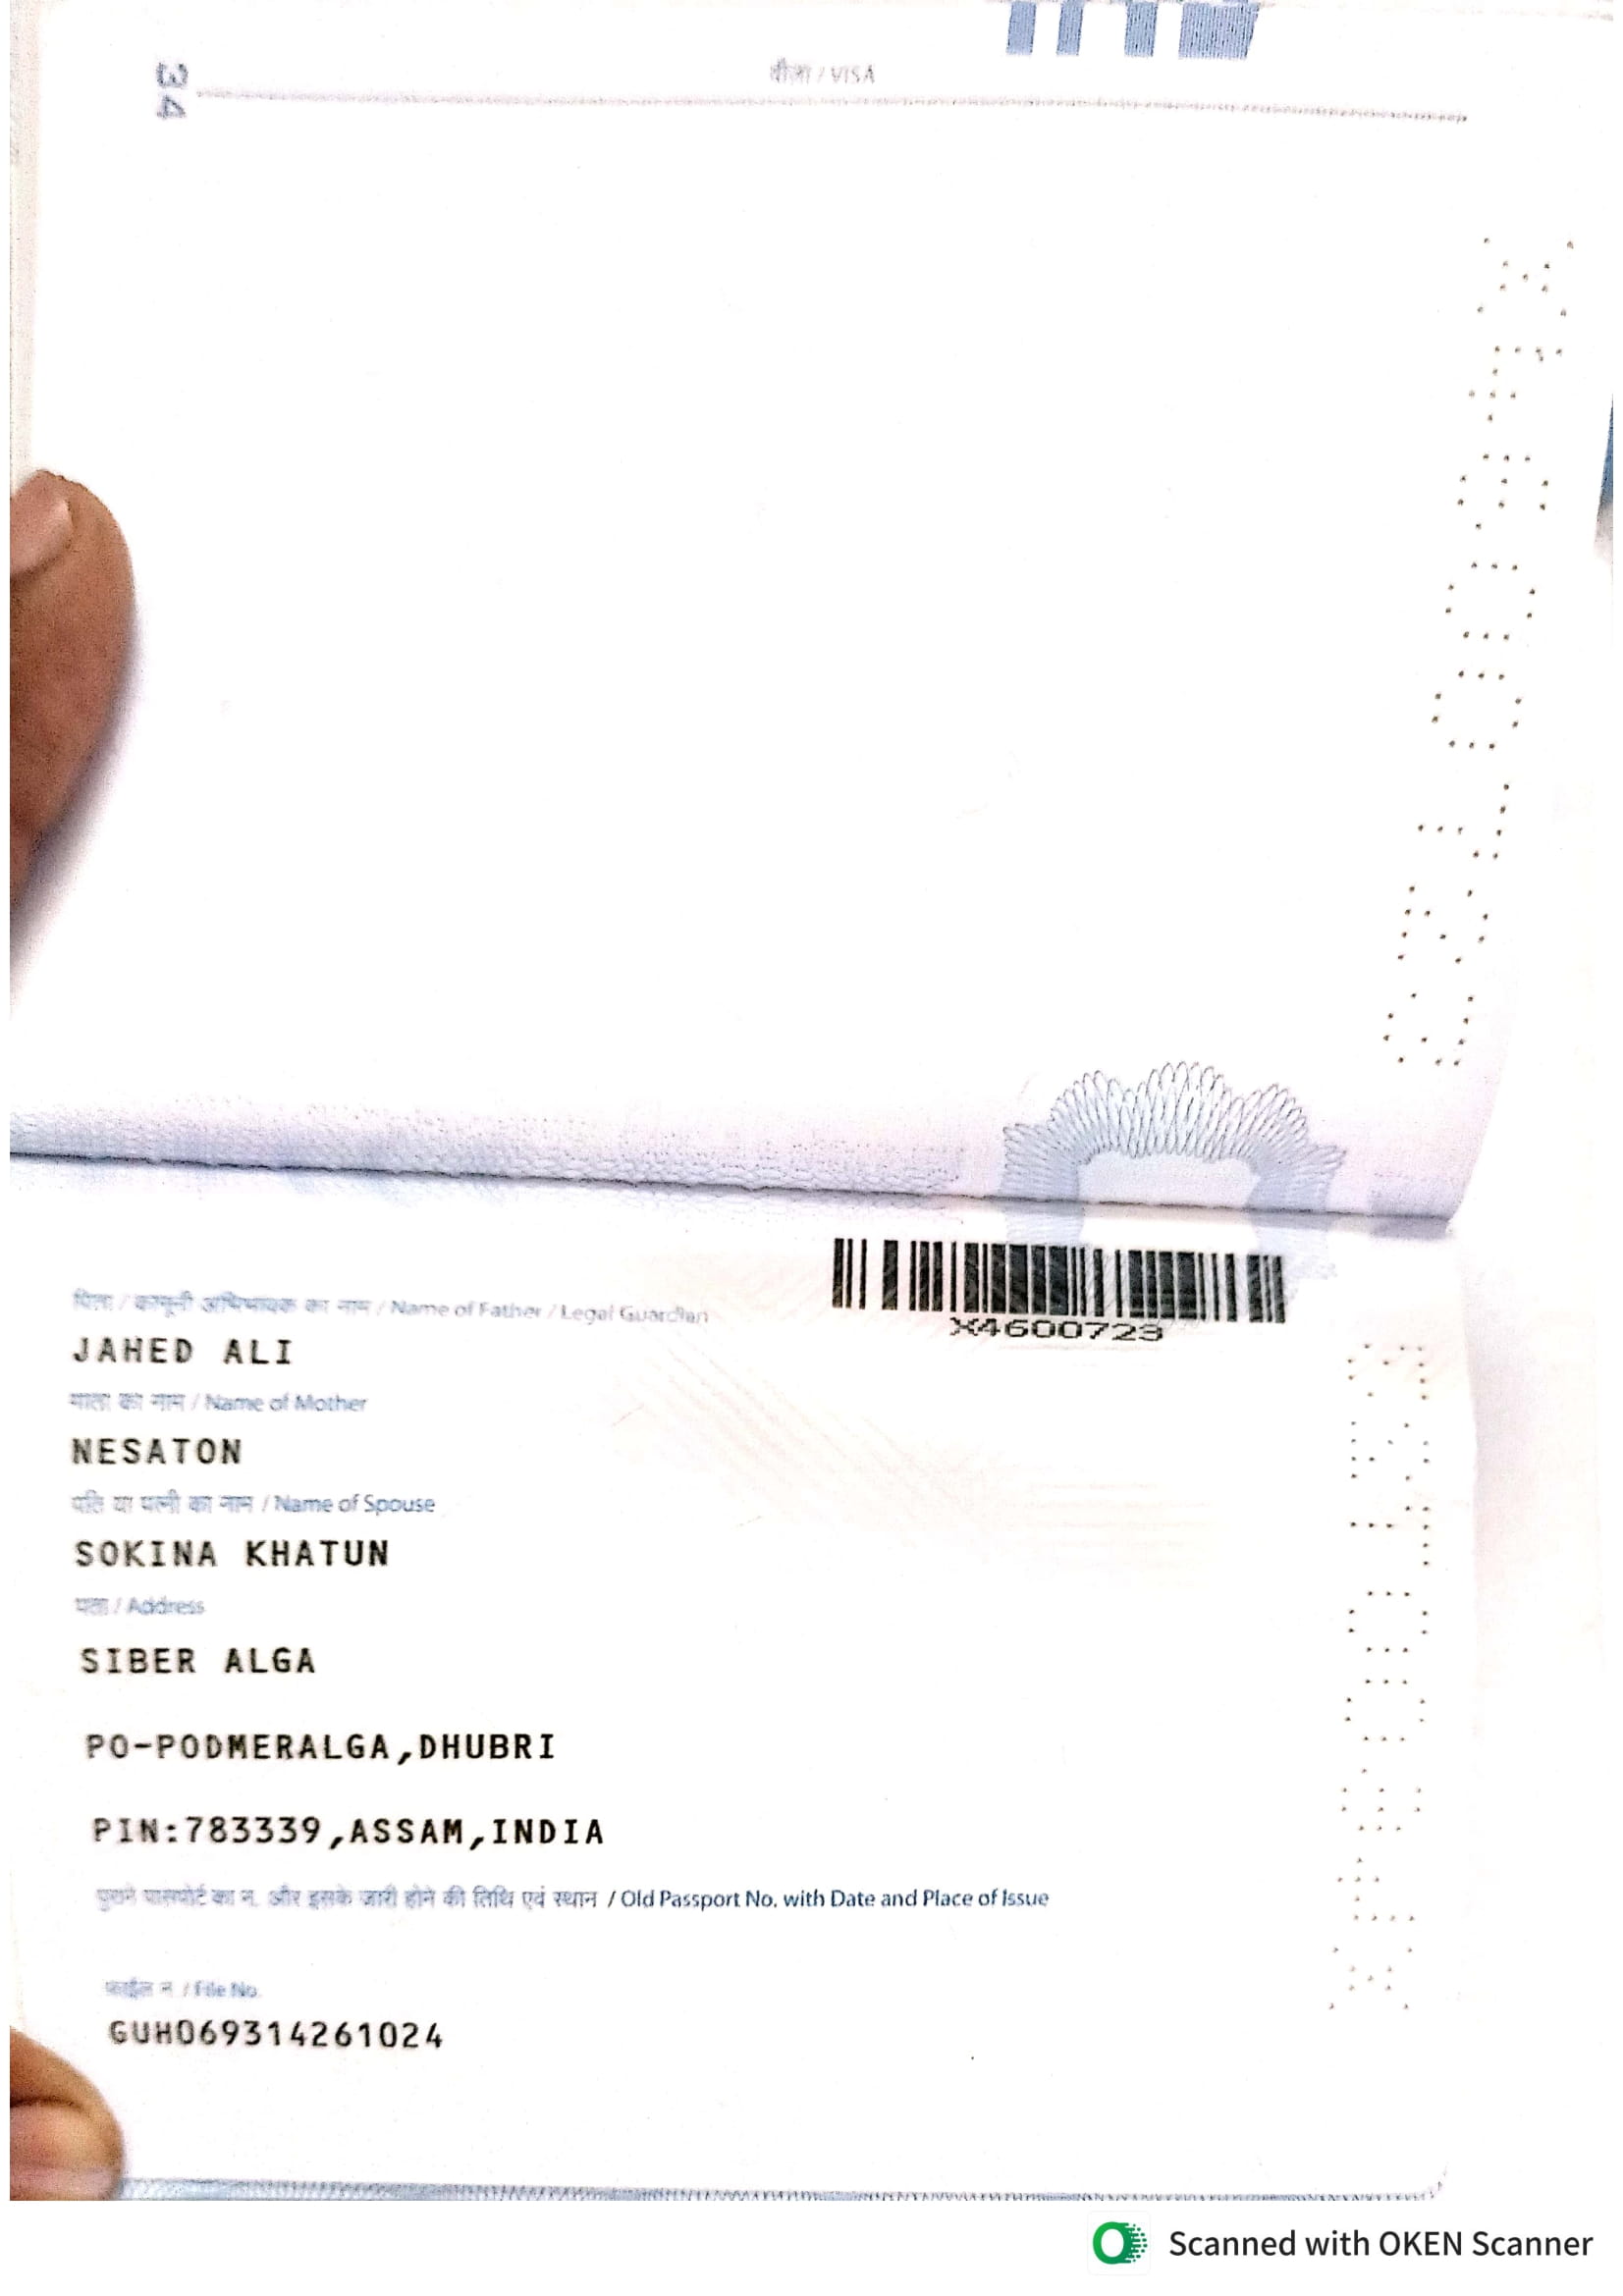 34
वीज़ा / VISA
X4600723
पिता / कानूनी अभिभावक का नाम / Name of Father / Legal Guardian
X4600723
JAHED ALI
माता का नाम / Name of Mother
NESATON
पति या पत्नी का नाम / Name of Spouse
SOKINA KHATUN
पता / Address
SIBER ALGA
PO-PODMERALGA,DHUBRI
PIN:783339,ASSAM,INDIA
पुराने पासपोर्ट का न. और इसके जारी होने की तिथि एवं स्थान / Old Passport No. with Date and Place of Issue
फाईल न. / File No.
GUH069314261024
X4600723
Scanned with OKEN Scanner